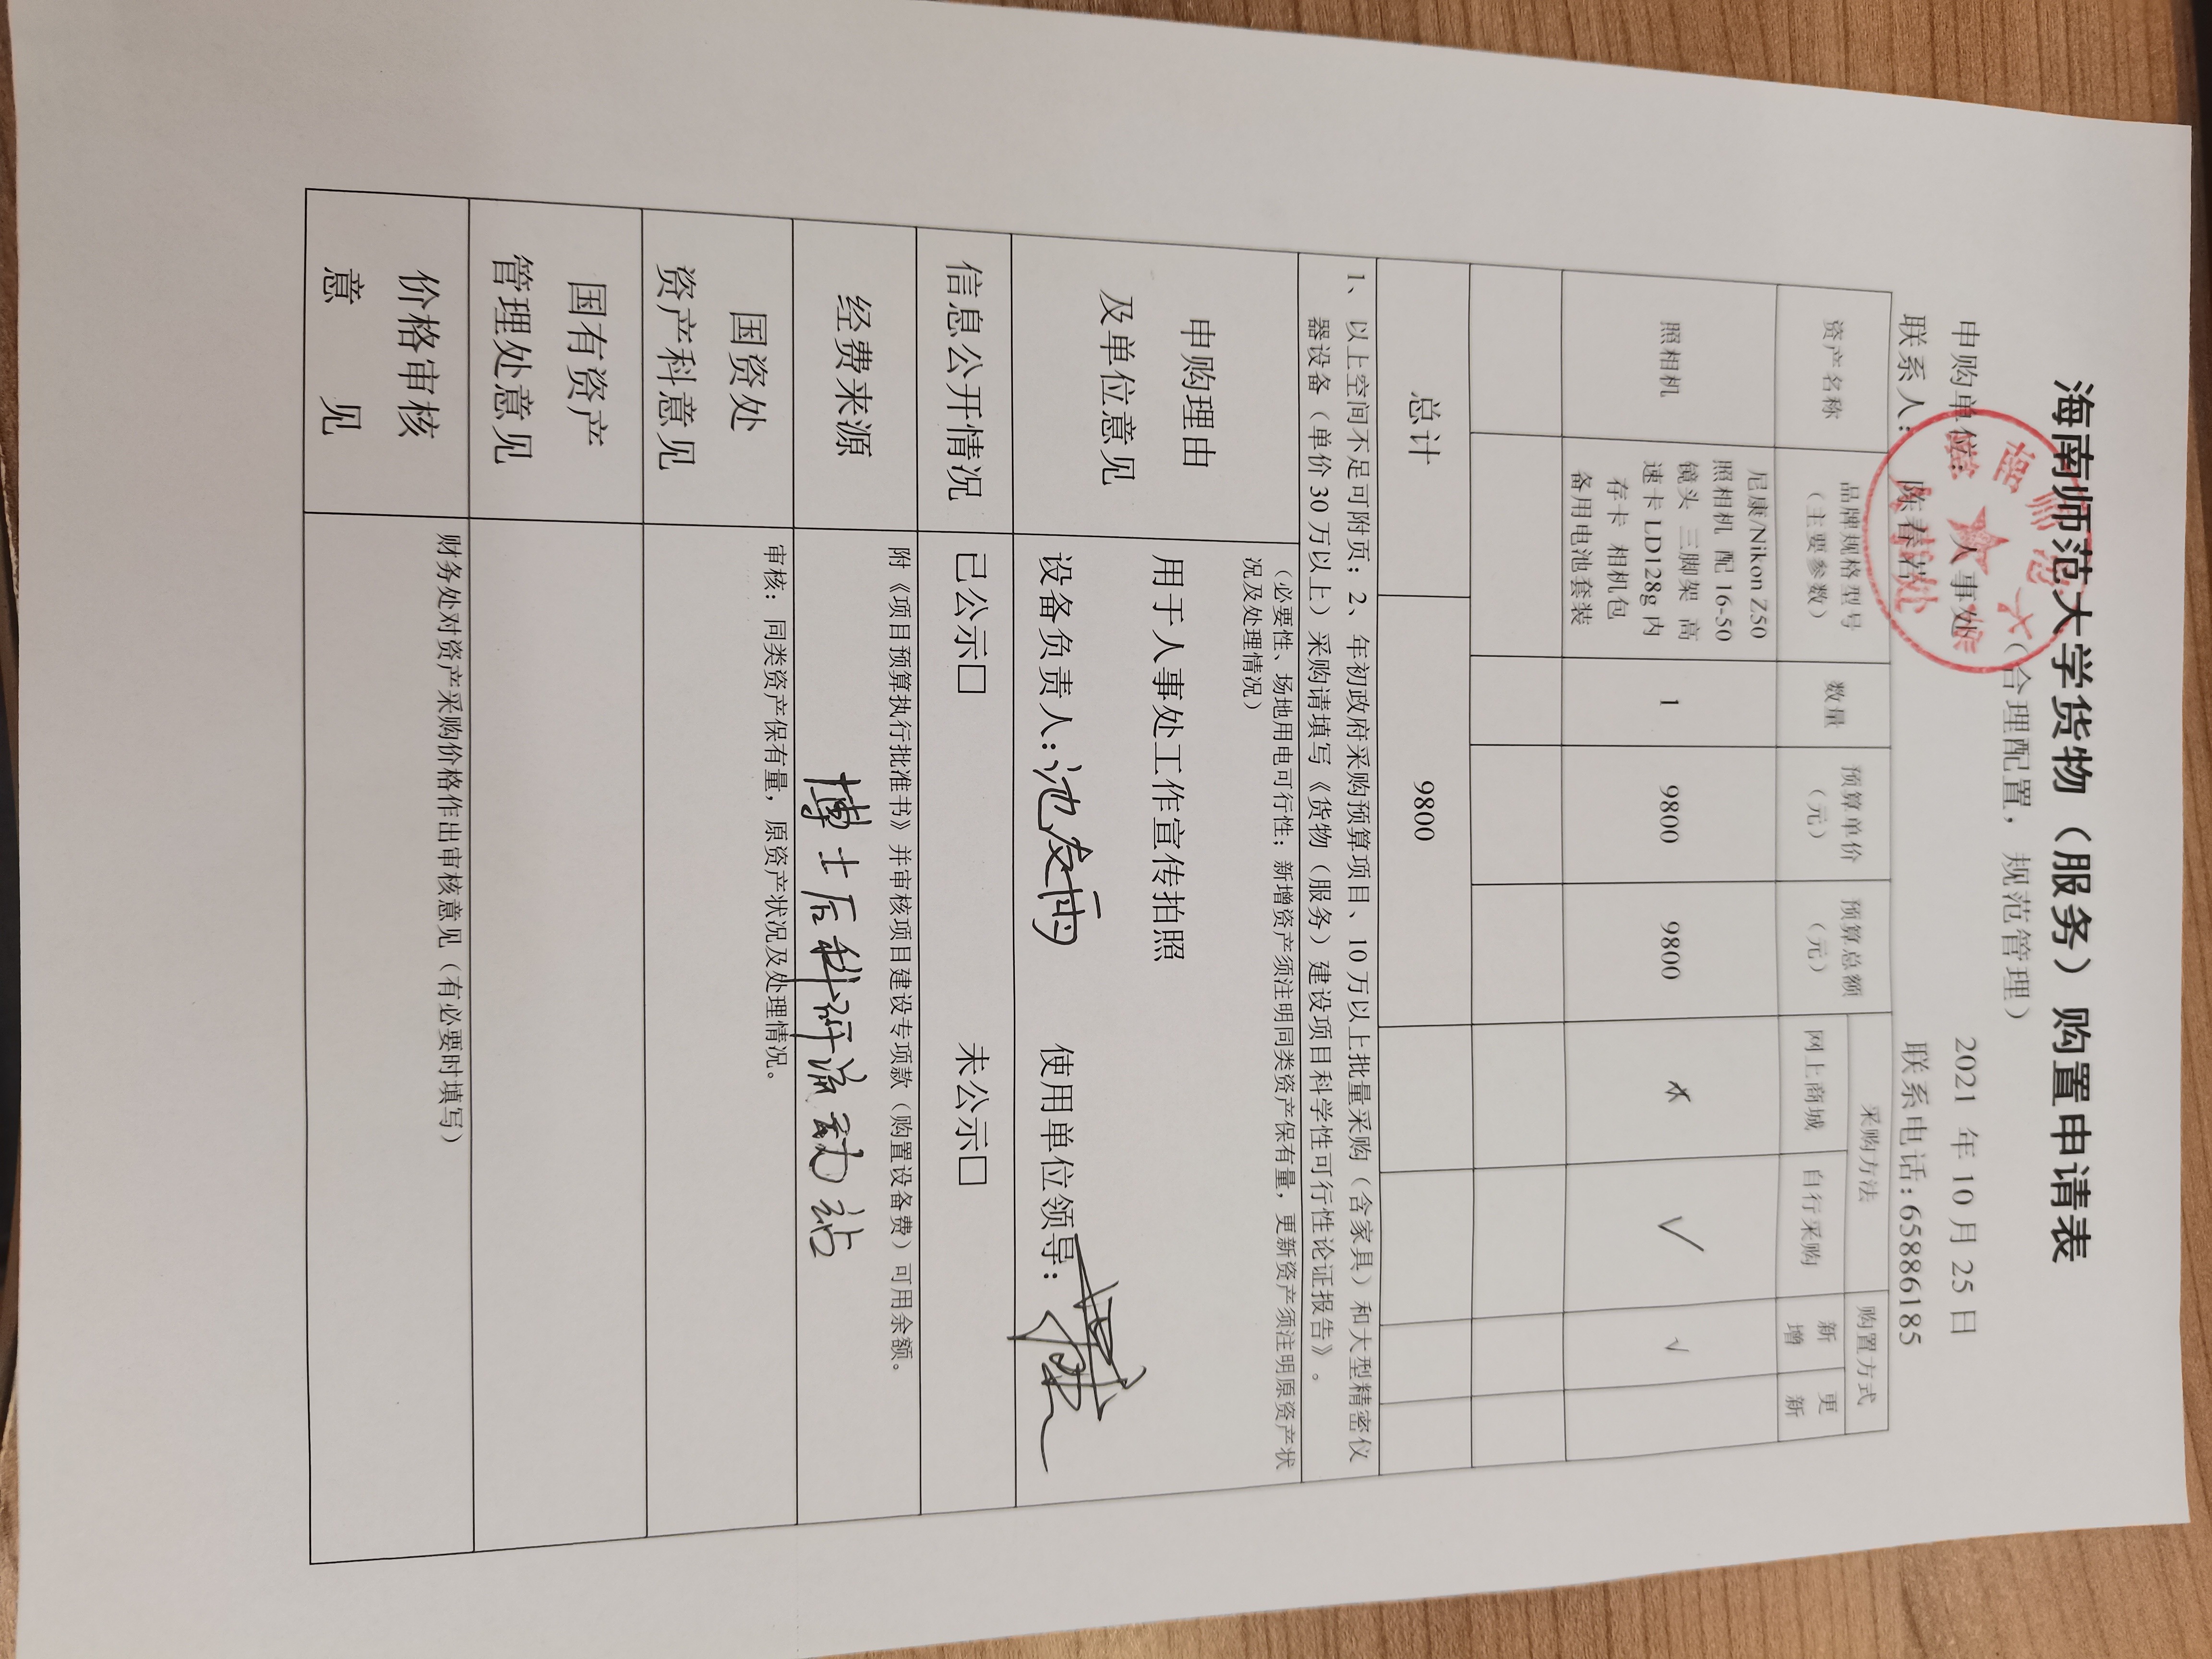 海南师范大学货物（服务）购置申请表
（合理配置，规范管理）
申购单位： 人事处 2021 年 10 月 25 日
联系人： 陈春岩 联系电话：65886185
资产名称 品牌规格型号（主要参数） 数量 预算单价（元） 预算总额（元） 采购方法 购置方式
网上商城 自行采购 新增 更新
照相机
尼康/Nikon Z50
照相机 配 16-50
镜头 三脚架 高
速卡 LD128g 内
存卡 相机包
备用电池套装
1 9800 9800 √ √
总计 9800
1、 以上空间不足可附页；2、年初政府采购预算项目、10 万以上批量采购（含家具）和大型精密仪
器设备（单价 30 万以上）采购请填写《货物（服务）建设项目科学性可行性论证报告》。
申购理由
及单位意见
（必要性、场地用电可行性；新增资产须注明同类资产保有量，更新资产须注明原资产状
况及处理情况）
用于人事处工作宣传拍照
设备负责人： 使用单位领导：
信息公开情况 已公示□ 未公示□
经费来源
附《项目预算执行批准书》并审核项目建设专项款（购置设备费）可用余额。
博士后科研流动站
国资处
资产科意见
审核：同类资产保有量，原资产状况及处理情况。
国有资产
管理处意见
价格审核
意 见
财务处对资产采购价格作出审核意见（有必要时填写）